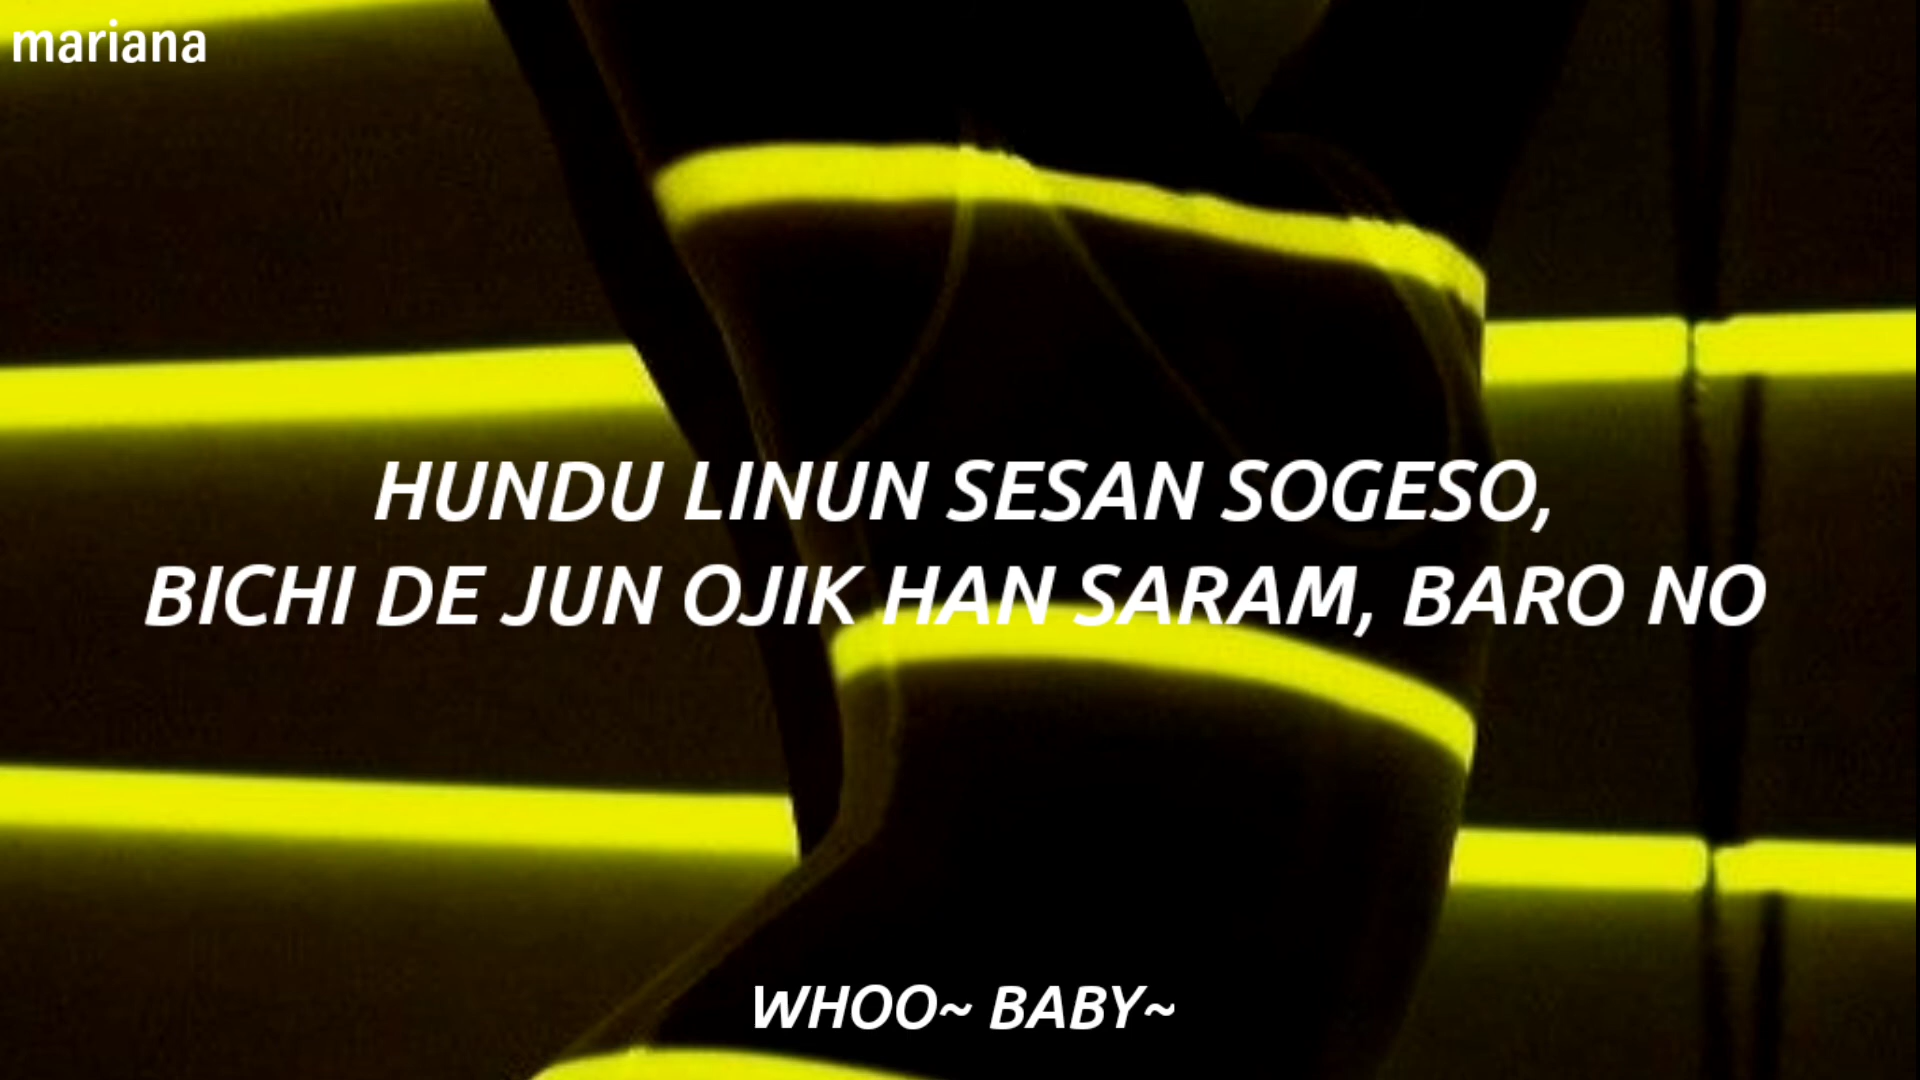 mariana
HUNDU LINUN SESAN SOGESO,
BICHI DE JUN OJIK HAN SARAM, BARO NO
WHOO~ BABY~